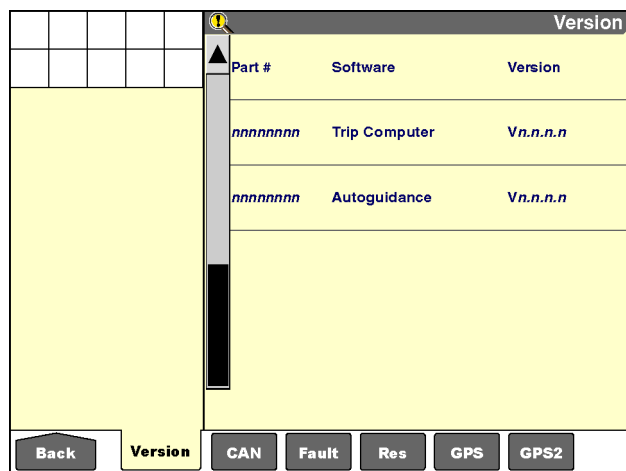 Version
Part # Software Version
nnnnnnnn Trip Computer Vn.n.n.n
nnnnnnnn Autoguidance Vn.n.n.n
Back Version CAN Fault Res GPS GPS2